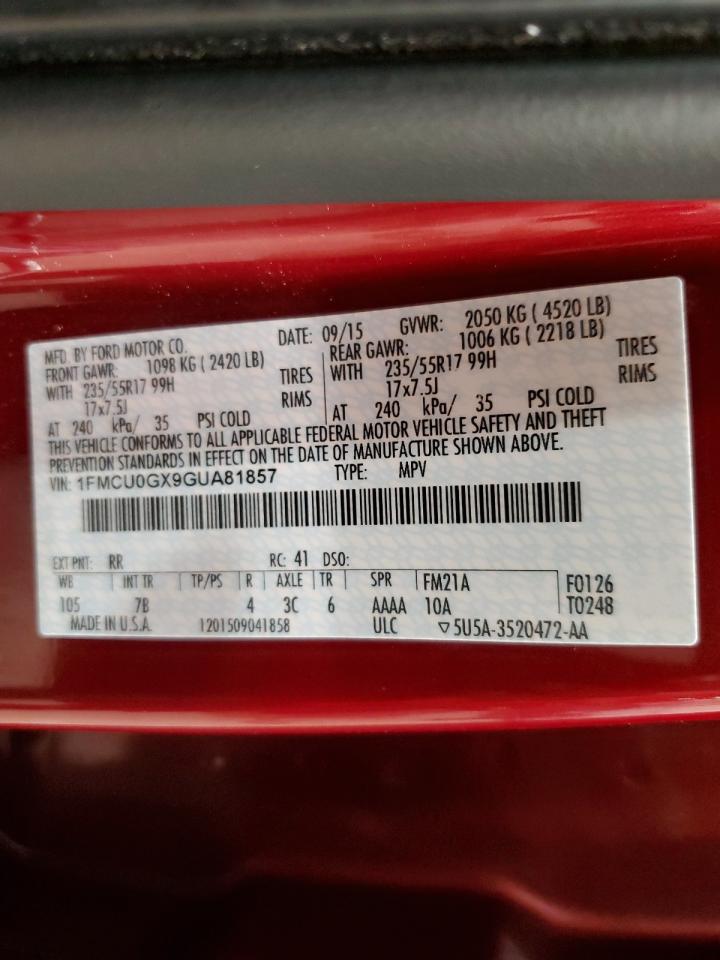 MFD. BY FORD MOTOR CO. DATE: 09/15 GVWR: 2050 KG ( 4520 LB)
FRONT GAWR: 1098 KG ( 2420 LB) REAR GAWR: 1006 KG ( 2218 LB)
WITH 235/55R17 99H TIRES WITH 235/55R17 99H TIRES
17x7.5J RIMS 17x7.5J RIMS
AT 240 kPa/ 35 PSI COLD AT 240 kPa/ 35 PSI COLD
THIS VEHICLE CONFORMS TO ALL APPLICABLE FEDERAL MOTOR VEHICLE SAFETY AND THEFT
PREVENTION STANDARDS IN EFFECT ON THE DATE OF MANUFACTURE SHOWN ABOVE.
VIN: 1FMCU0GX9GUA81857 TYPE: MPV
EXT PNT: RR RC: 41 DSO:
WB INT TR TP/PS R AXLE TR SPR FM21A F0126
105 7B 4 3C 6 AAAA 10A T0248
MADE IN U.S.A. 1201509041858 ULC ▽5U5A-3520472-AA